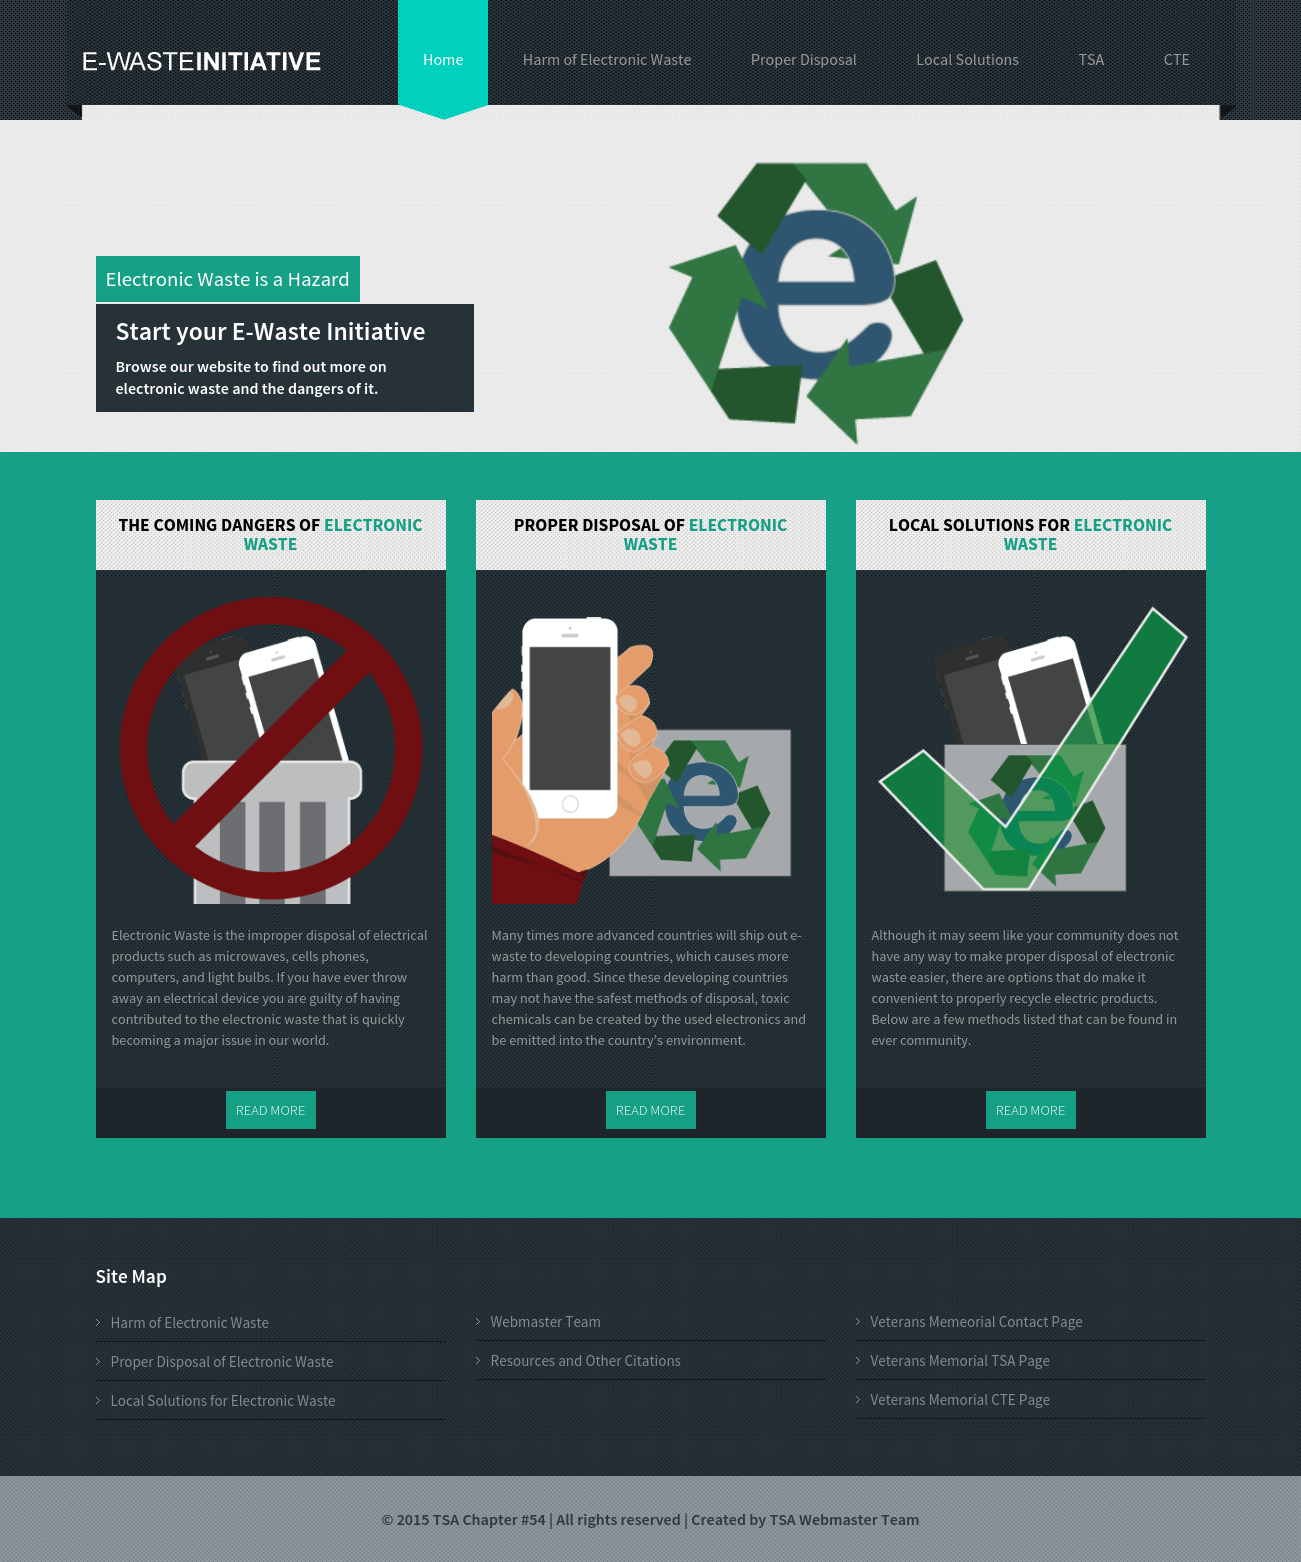 E-WASTEINITIATIVE
Home
Harm of Electronic Waste
Proper Disposal
Local Solutions
TSA
CTE
e
Electronic Waste is a Hazard
Start your E-Waste Initiative
Browse our website to find out more on
electronic waste and the dangers of it.
THE COMING DANGERS OF ELECTRONIC
WASTE
Electronic Waste is the improper disposal of electrical
products such as microwaves, cells phones,
computers, and light bulbs. If you have ever throw
away an electrical device you are guilty of having
contributed to the electronic waste that is quickly
becoming a major issue in our world.
READ MORE
PROPER DISPOSAL OF ELECTRONIC
WASTE
e
Many times more advanced countries will ship out e-
waste to developing countries, which causes more
harm than good. Since these developing countries
may not have the safest methods of disposal, toxic
chemicals can be created by the used electronics and
be emitted into the country's environment.
READ MORE
LOCAL SOLUTIONS FOR ELECTRONIC
WASTE
e
Although it may seem like your community does not
have any way to make proper disposal of electronic
waste easier, there are options that do make it
convenient to properly recycle electric products.
Below are a few methods listed that can be found in
ever community.
READ MORE
Site Map
Harm of Electronic Waste
Proper Disposal of Electronic Waste
Local Solutions for Electronic Waste
Webmaster Team
Resources and Other Citations
Veterans Memeorial Contact Page
Veterans Memorial TSA Page
Veterans Memorial CTE Page
© 2015 TSA Chapter #54 | All rights reserved | Created by TSA Webmaster Team